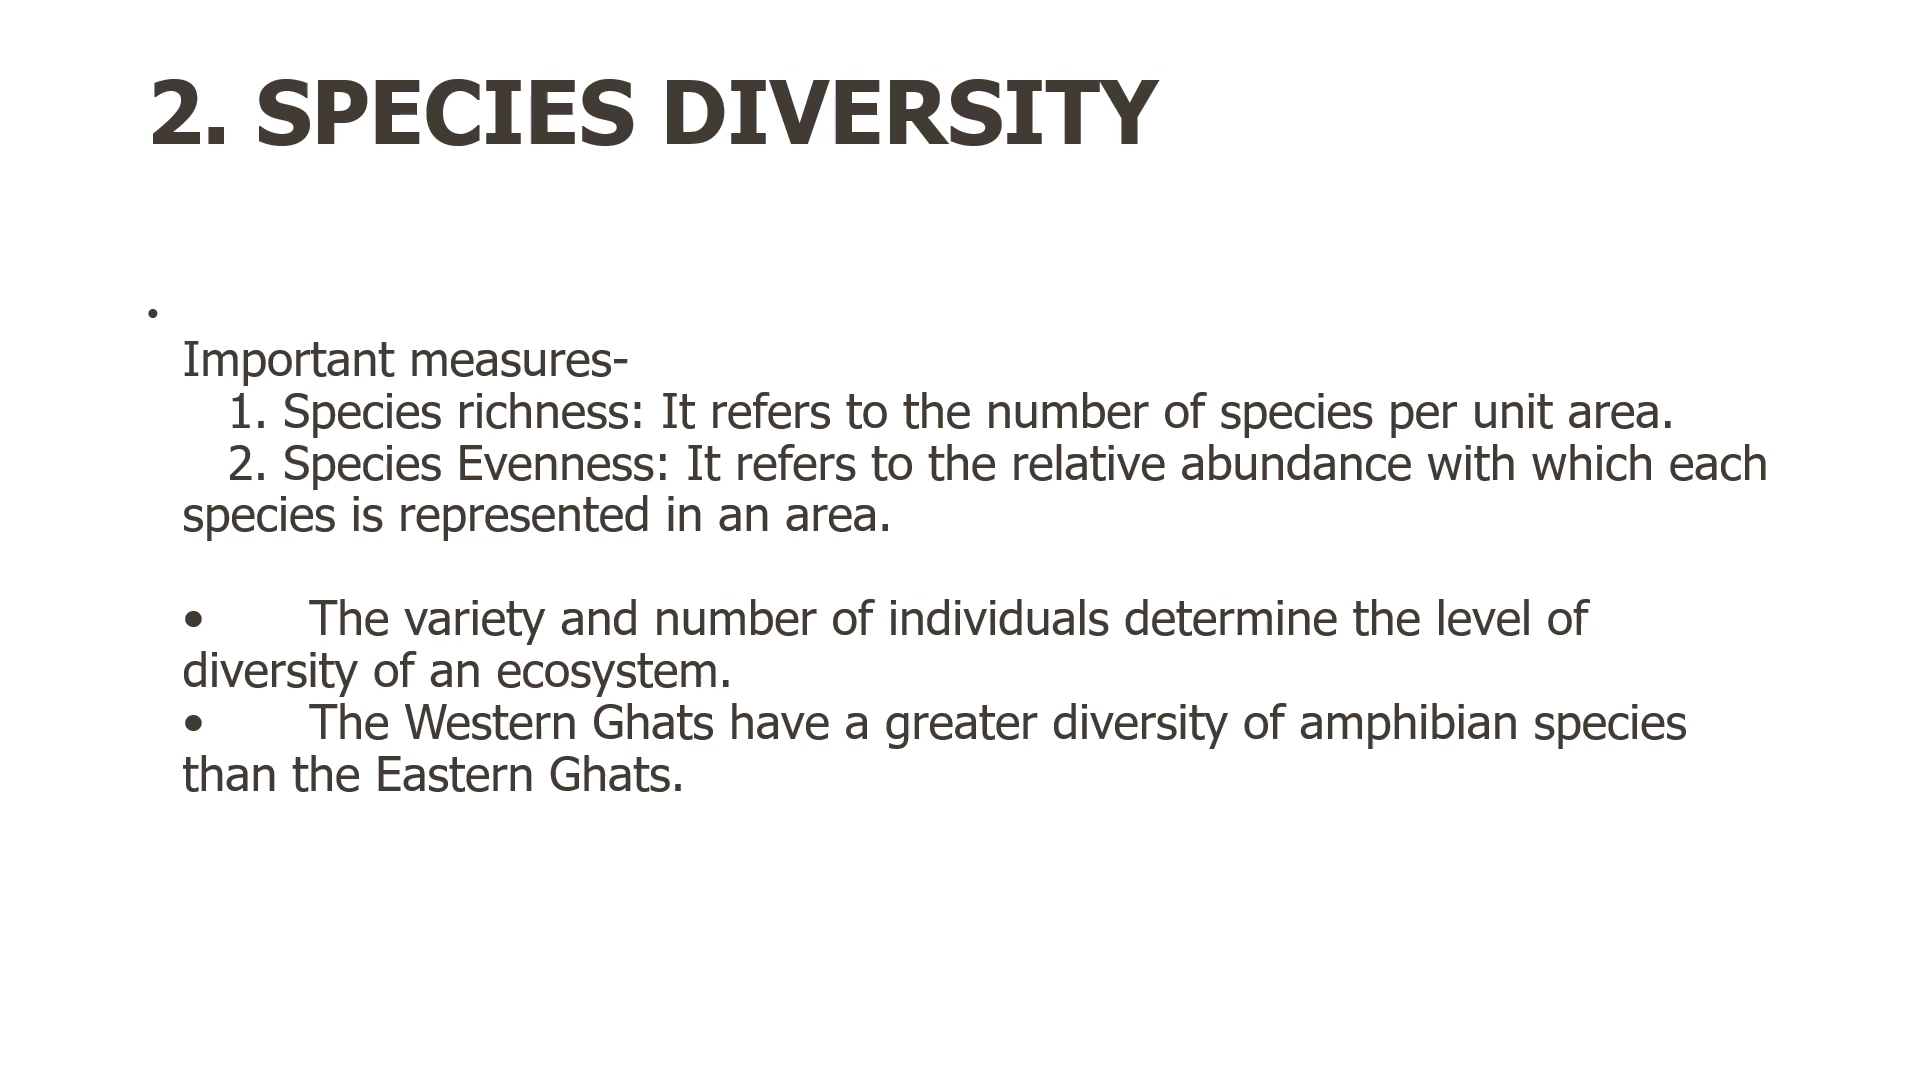 2. SPECIES DIVERSITY
•
Important measures-
1. Species richness: It refers to the number of species per unit area.
2. Species Evenness: It refers to the relative abundance with which each
species is represented in an area.
• The variety and number of individuals determine the level of
diversity of an ecosystem.
• The Western Ghats have a greater diversity of amphibian species
than the Eastern Ghats.